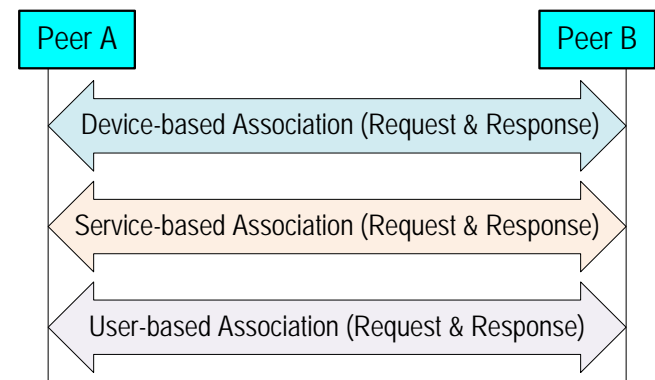 Peer A
Peer B
Device-based Association (Request & Response)
Service-based Association (Request & Response)
User-based Association (Request & Response)